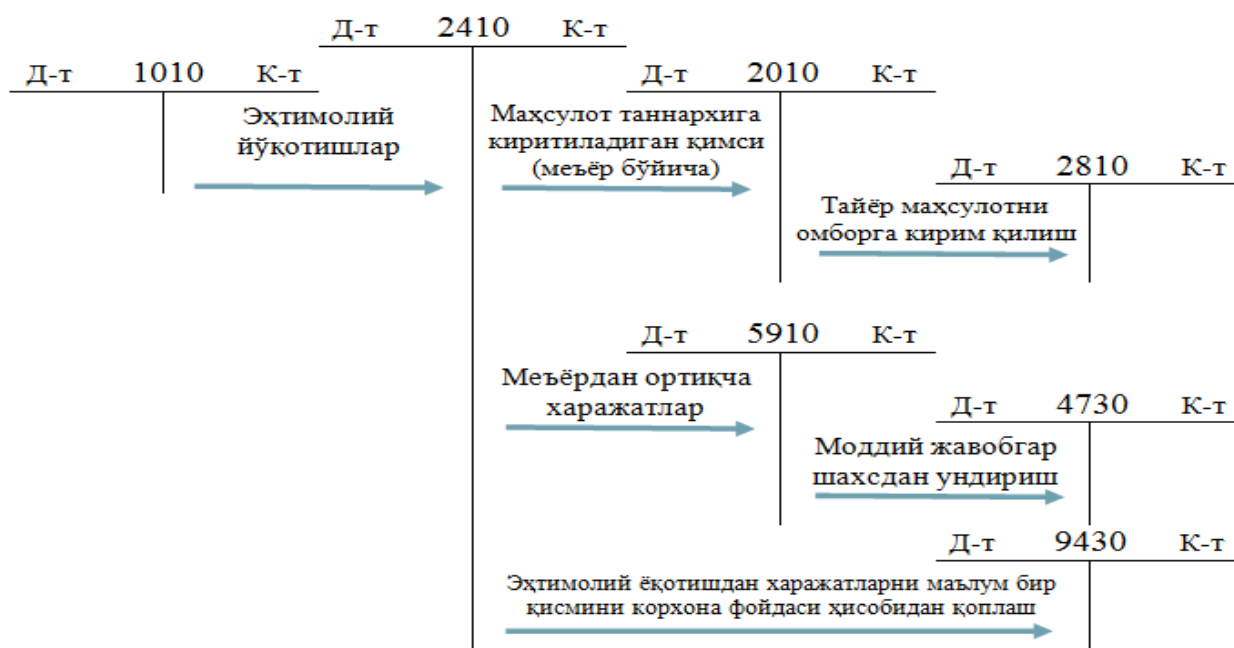 Д-т 2410 К-т
Д-т 1010 К-т
Д-т 2010 К-т
Эҳтимолий
йўқотишлар
Маҳсулот таннархига
киритиладиган қимси
(меъёр бўйича)
Д-т 2810 К-т
Тайёр маҳсулотни
омборга кирим қилиш
Д-т 5910 К-т
Меъёрдан ортиқча
харажатлар
Д-т 4730 К-т
Моддий жавобгар
шахсдан ундириш
Д-т 9430 К-т
Эҳтимолий ёқотишдан харажатларни маълум бир
қисмини корхона фойдаси ҳисобидан қоплаш